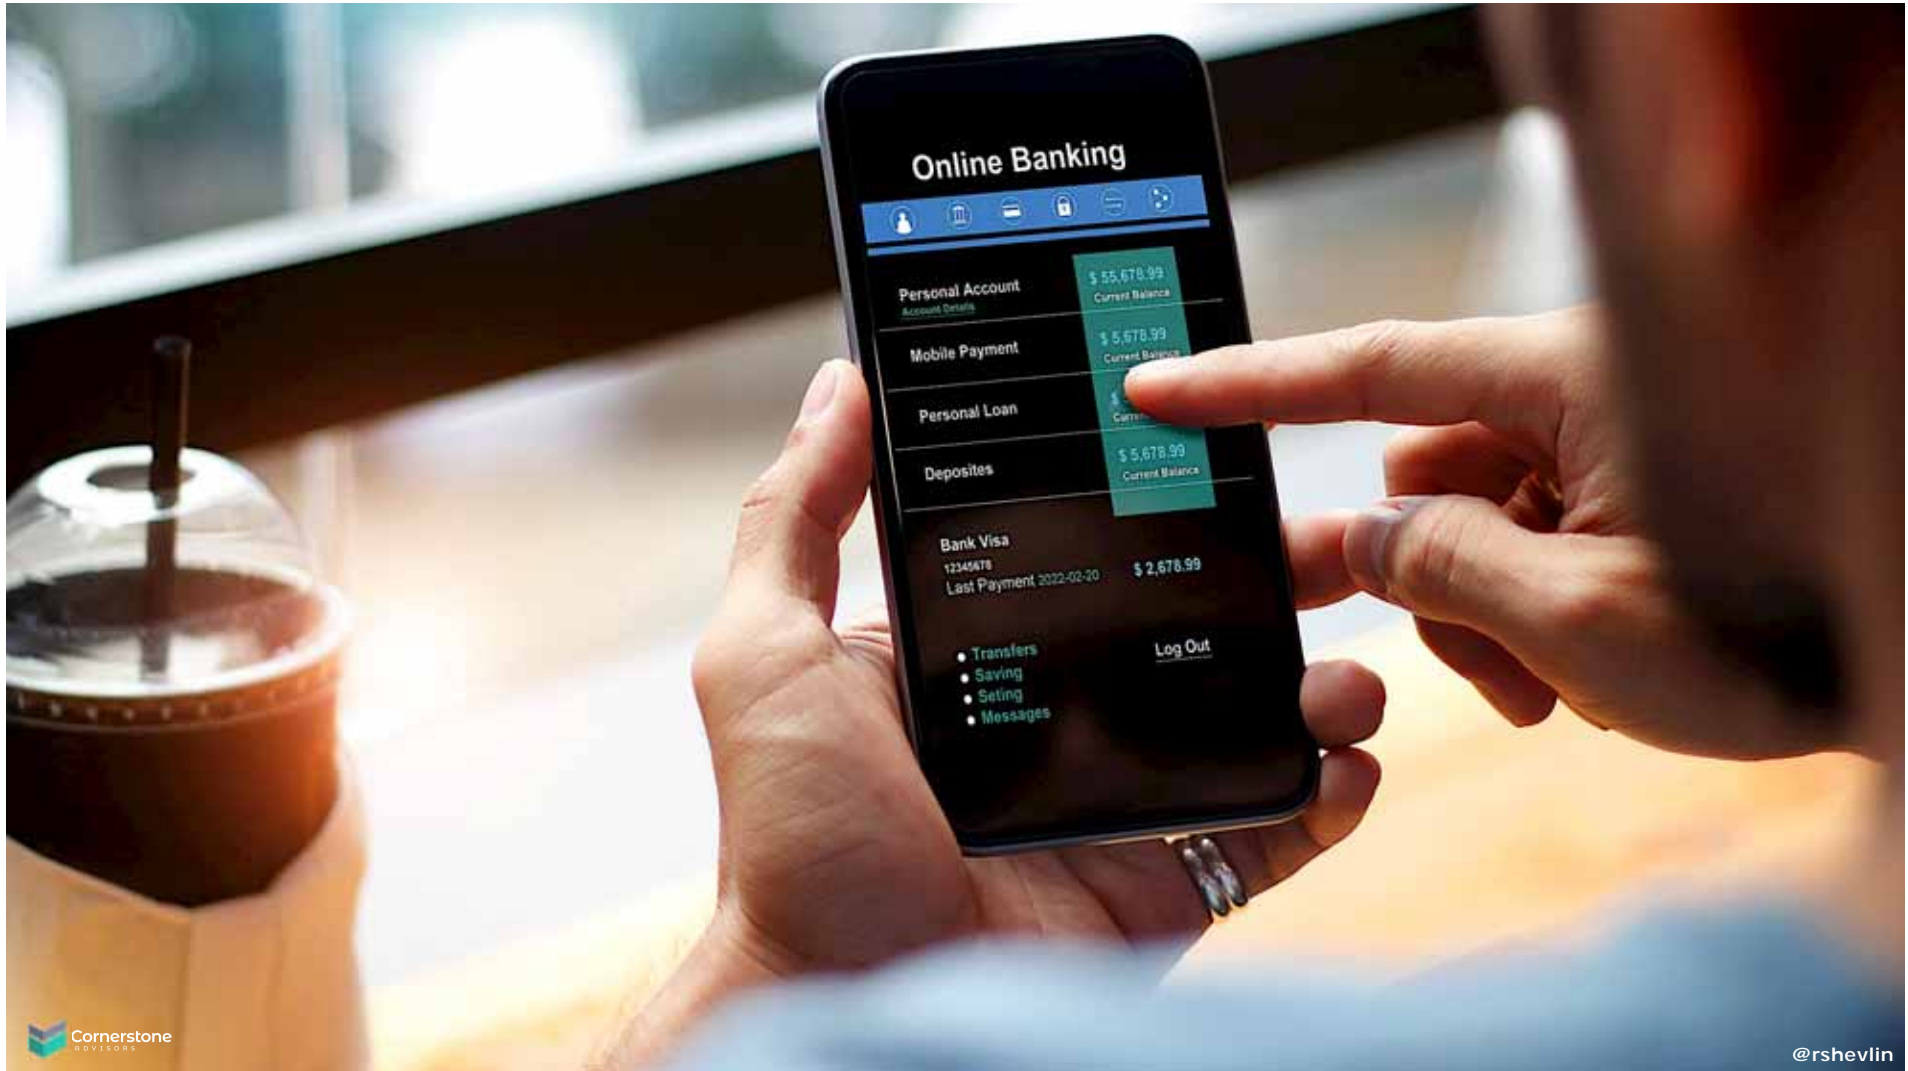 Online Banking
Personal Account
Account Details
$ 55,678.99
Current Balance
Mobile Payment
$ 5,678.99
Current Balance
Personal Loan
$
Deposites
$ 5,678.99
Current Balance
Bank Visa
12345678
Last Payment 2022-02-20
$ 2,678.99
Transfers
Saving
Seting
Messages
Log Out
Cornerstone
ADVISORS
@rshevlin